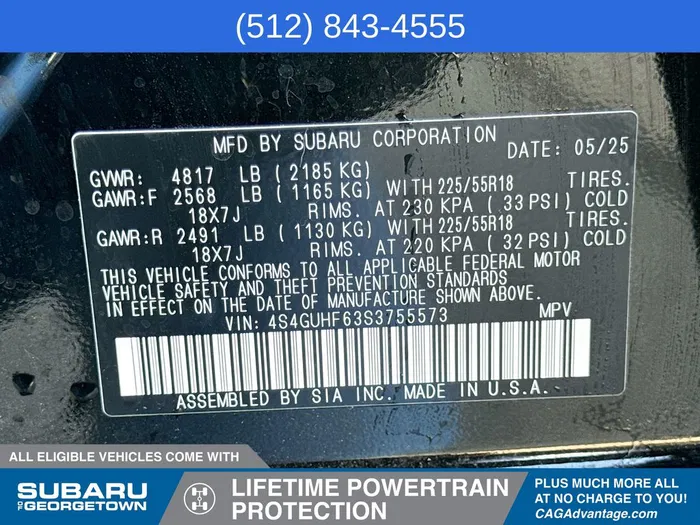 (512) 843-4555
MFD BY SUBARU CORPORATION DATE: 05/25
GVWR: 4817 LB (2185 KG)
GAWR:F 2568 LB (1165 KG) WITH 225/55R18 TIRES.
18X7J RIMS. AT 230 KPA (33 PSI) COLD
GAWR:R 2491 LB (1130 KG) WITH 225/55R18 TIRES.
18X7J RIMS. AT 220 KPA (32 PSI) COLD
THIS VEHICLE CONFORMS TO ALL APPLICABLE FEDERAL MOTOR
VEHICLE SAFETY AND THEFT PREVENTION STANDARDS
IN EFFECT ON THE DATE OF MANUFACTURE SHOWN ABOVE.
VIN: 4S4GUHF63S3755573 MPV
ASSEMBLED BY SIA INC. MADE IN U.S.A.
ALL ELIGIBLE VEHICLES COME WITH
SUBARU
OF GEORGETOWN
LIFETIME POWERTRAIN
PROTECTION
PLUS MUCH MORE ALL
AT NO CHARGE TO YOU!
CAGAdvantage.com